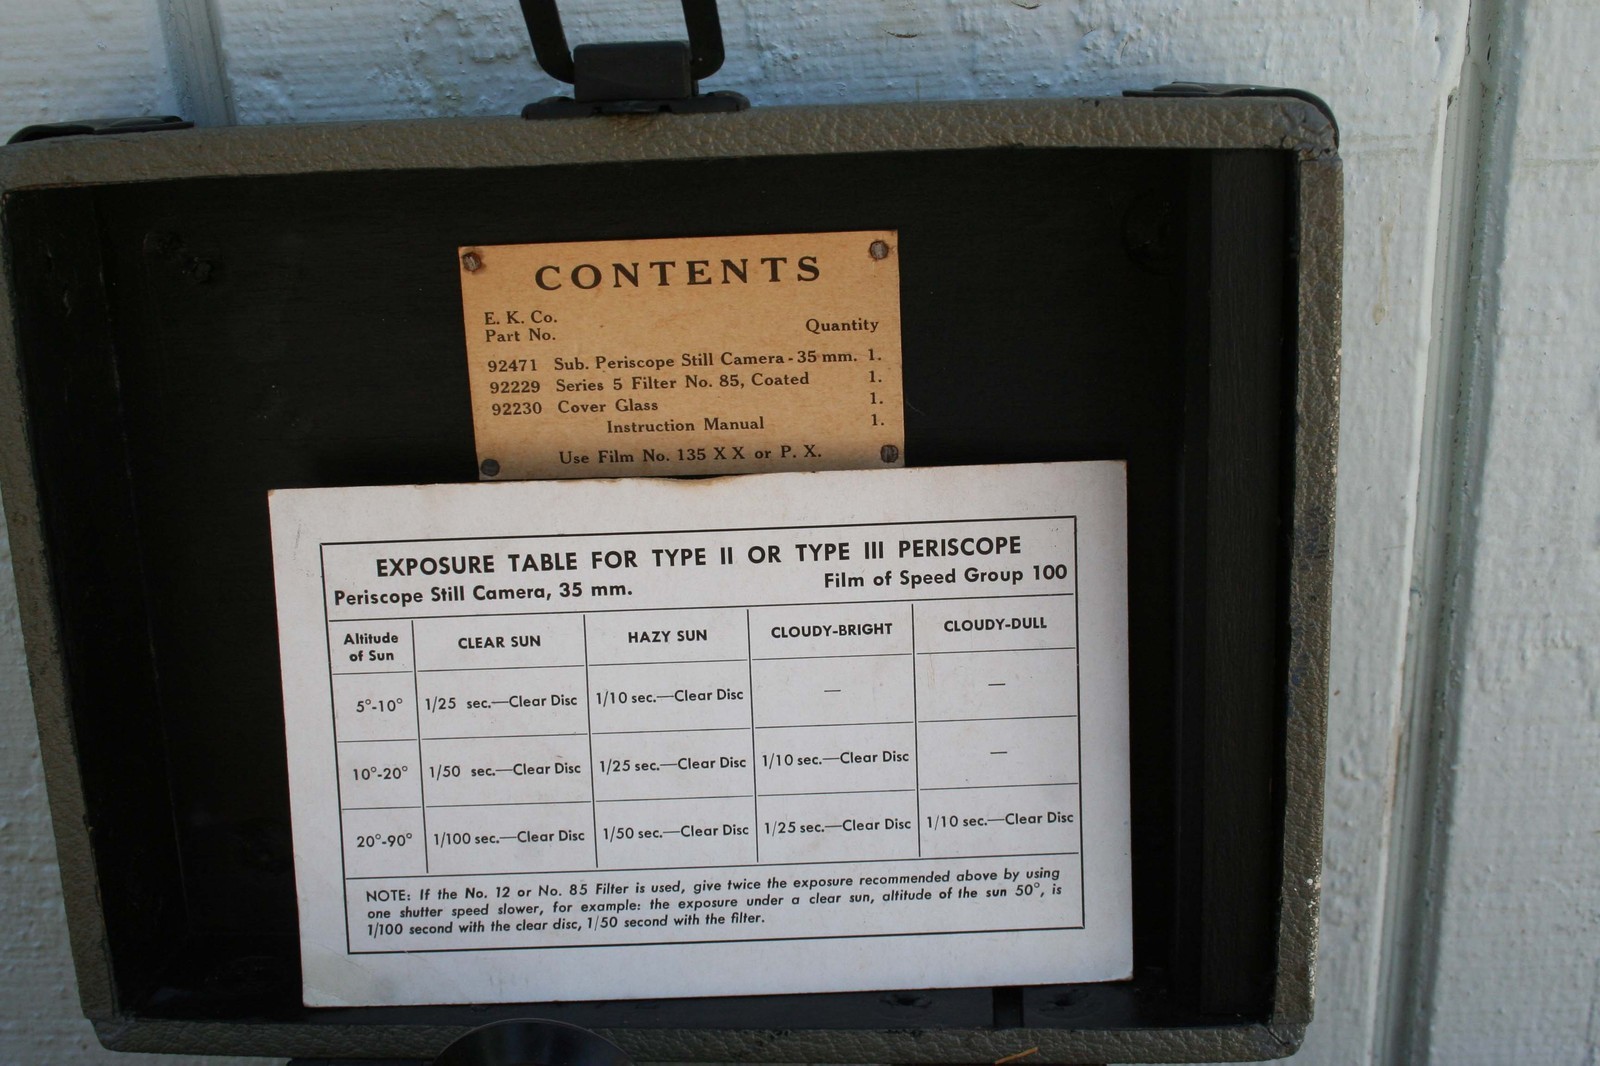 CONTENTS
E. K. Co.
Part No. Quantity
92471 Sub. Periscope Still Camera - 35 mm. 1.
92229 Series 5 Filter No. 85, Coated 1.
92230 Cover Glass 1.
Instruction Manual 1.
Use Film No. 135 X X or P. X.
EXPOSURE TABLE FOR TYPE II OR TYPE III PERISCOPE
Periscope Still Camera, 35 mm. Film of Speed Group 100
Altitude
of Sun CLEAR SUN HAZY SUN CLOUDY-BRIGHT CLOUDY-DULL
5°-10° 1/25 sec.—Clear Disc 1/10 sec.—Clear Disc — —
10°-20° 1/50 sec.—Clear Disc 1/25 sec.—Clear Disc 1/10 sec.—Clear Disc —
20°-90° 1/100 sec.—Clear Disc 1/50 sec.—Clear Disc 1/25 sec.—Clear Disc 1/10 sec.—Clear Disc
NOTE: If the No. 12 or No. 85 Filter is used, give twice the exposure recommended above by using
one shutter speed slower, for example: the exposure under a clear sun, altitude of the sun 50°, is
1/100 second with the clear disc, 1/50 second with the filter.